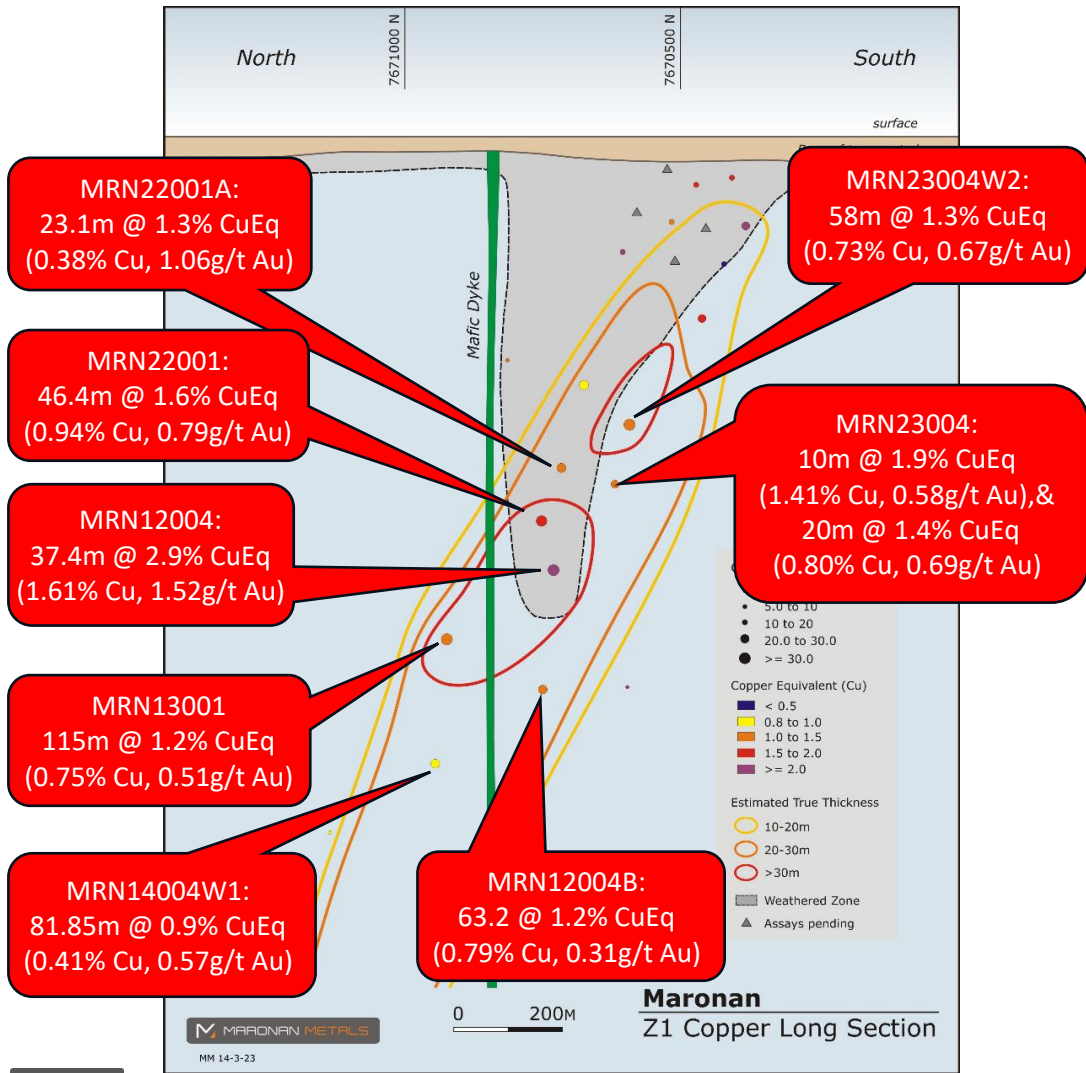 North
7671000 N
7670500 N
South
surface
MRN22001A:
23.1m @ 1.3% CuEq
(0.38% Cu, 1.06g/t Au)
MRN23004W2:
58m @ 1.3% CuEq
(0.73% Cu, 0.67g/t Au)
Mafic Dyke
MRN22001:
46.4m @ 1.6% CuEq
(0.94% Cu, 0.79g/t Au)
MRN23004:
10m @ 1.9% CuEq
(1.41% Cu, 0.58g/t Au),&
20m @ 1.4% CuEq
(0.80% Cu, 0.69g/t Au)
MRN12004:
37.4m @ 2.9% CuEq
(1.61% Cu, 1.52g/t Au)
5.0 to 10
10 to 20
20.0 to 30.0
>= 30.0
Copper Equivalent (Cu)
< 0.5
0.8 to 1.0
1.0 to 1.5
1.5 to 2.0
>= 2.0
MRN13001
115m @ 1.2% CuEq
(0.75% Cu, 0.51g/t Au)
Estimated True Thickness
10-20m
20-30m
>30m
Weathered Zone
Assays pending
MRN14004W1:
81.85m @ 0.9% CuEq
(0.41% Cu, 0.57g/t Au)
MRN12004B:
63.2 @ 1.2% CuEq
(0.79% Cu, 0.31g/t Au)
0 200M
Maronan
Z1 Copper Long Section
MARONAN METALS
MM 14-3-23